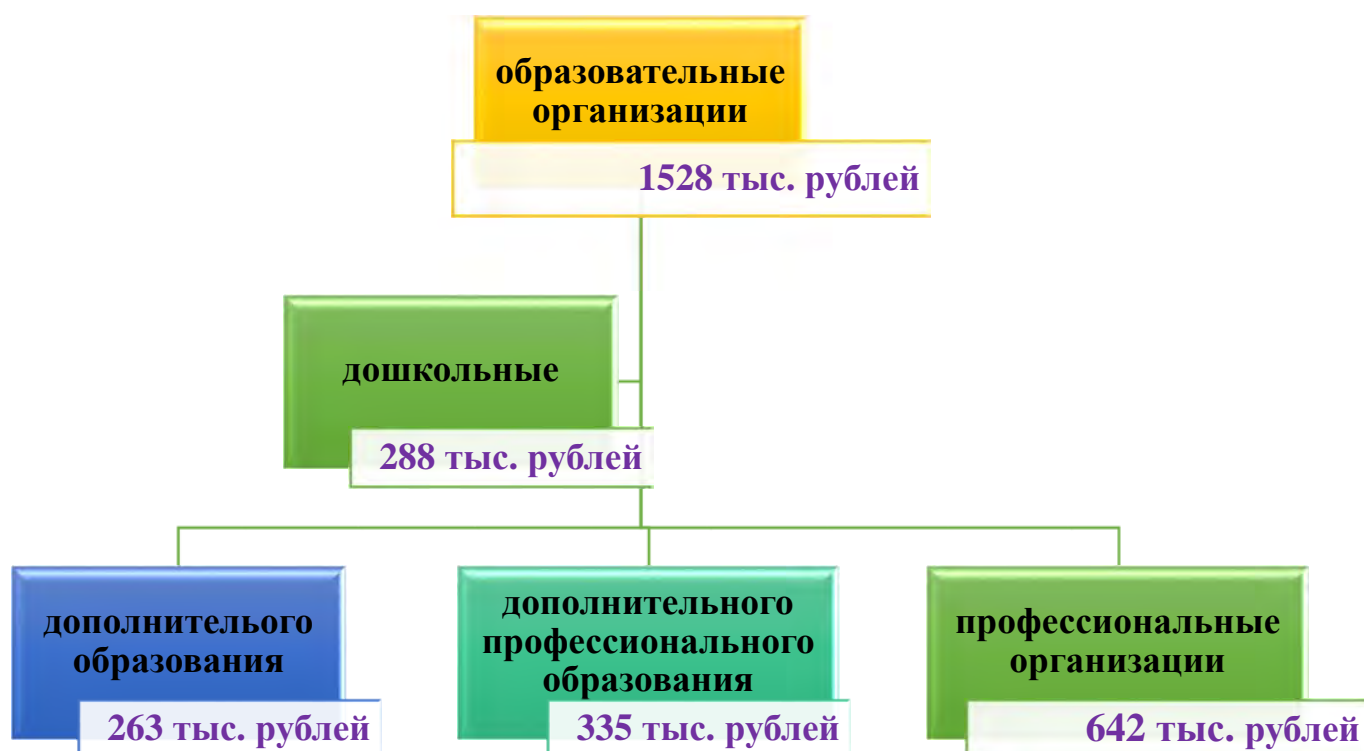 образовательные
организации
1528 тыс. рублей
дошкольные
288 тыс. рублей
дополнителього
образования
263 тыс. рублей
дополнительного
профессионального
образования
335 тыс. рублей
профессиональные
организации
642 тыс. рублей